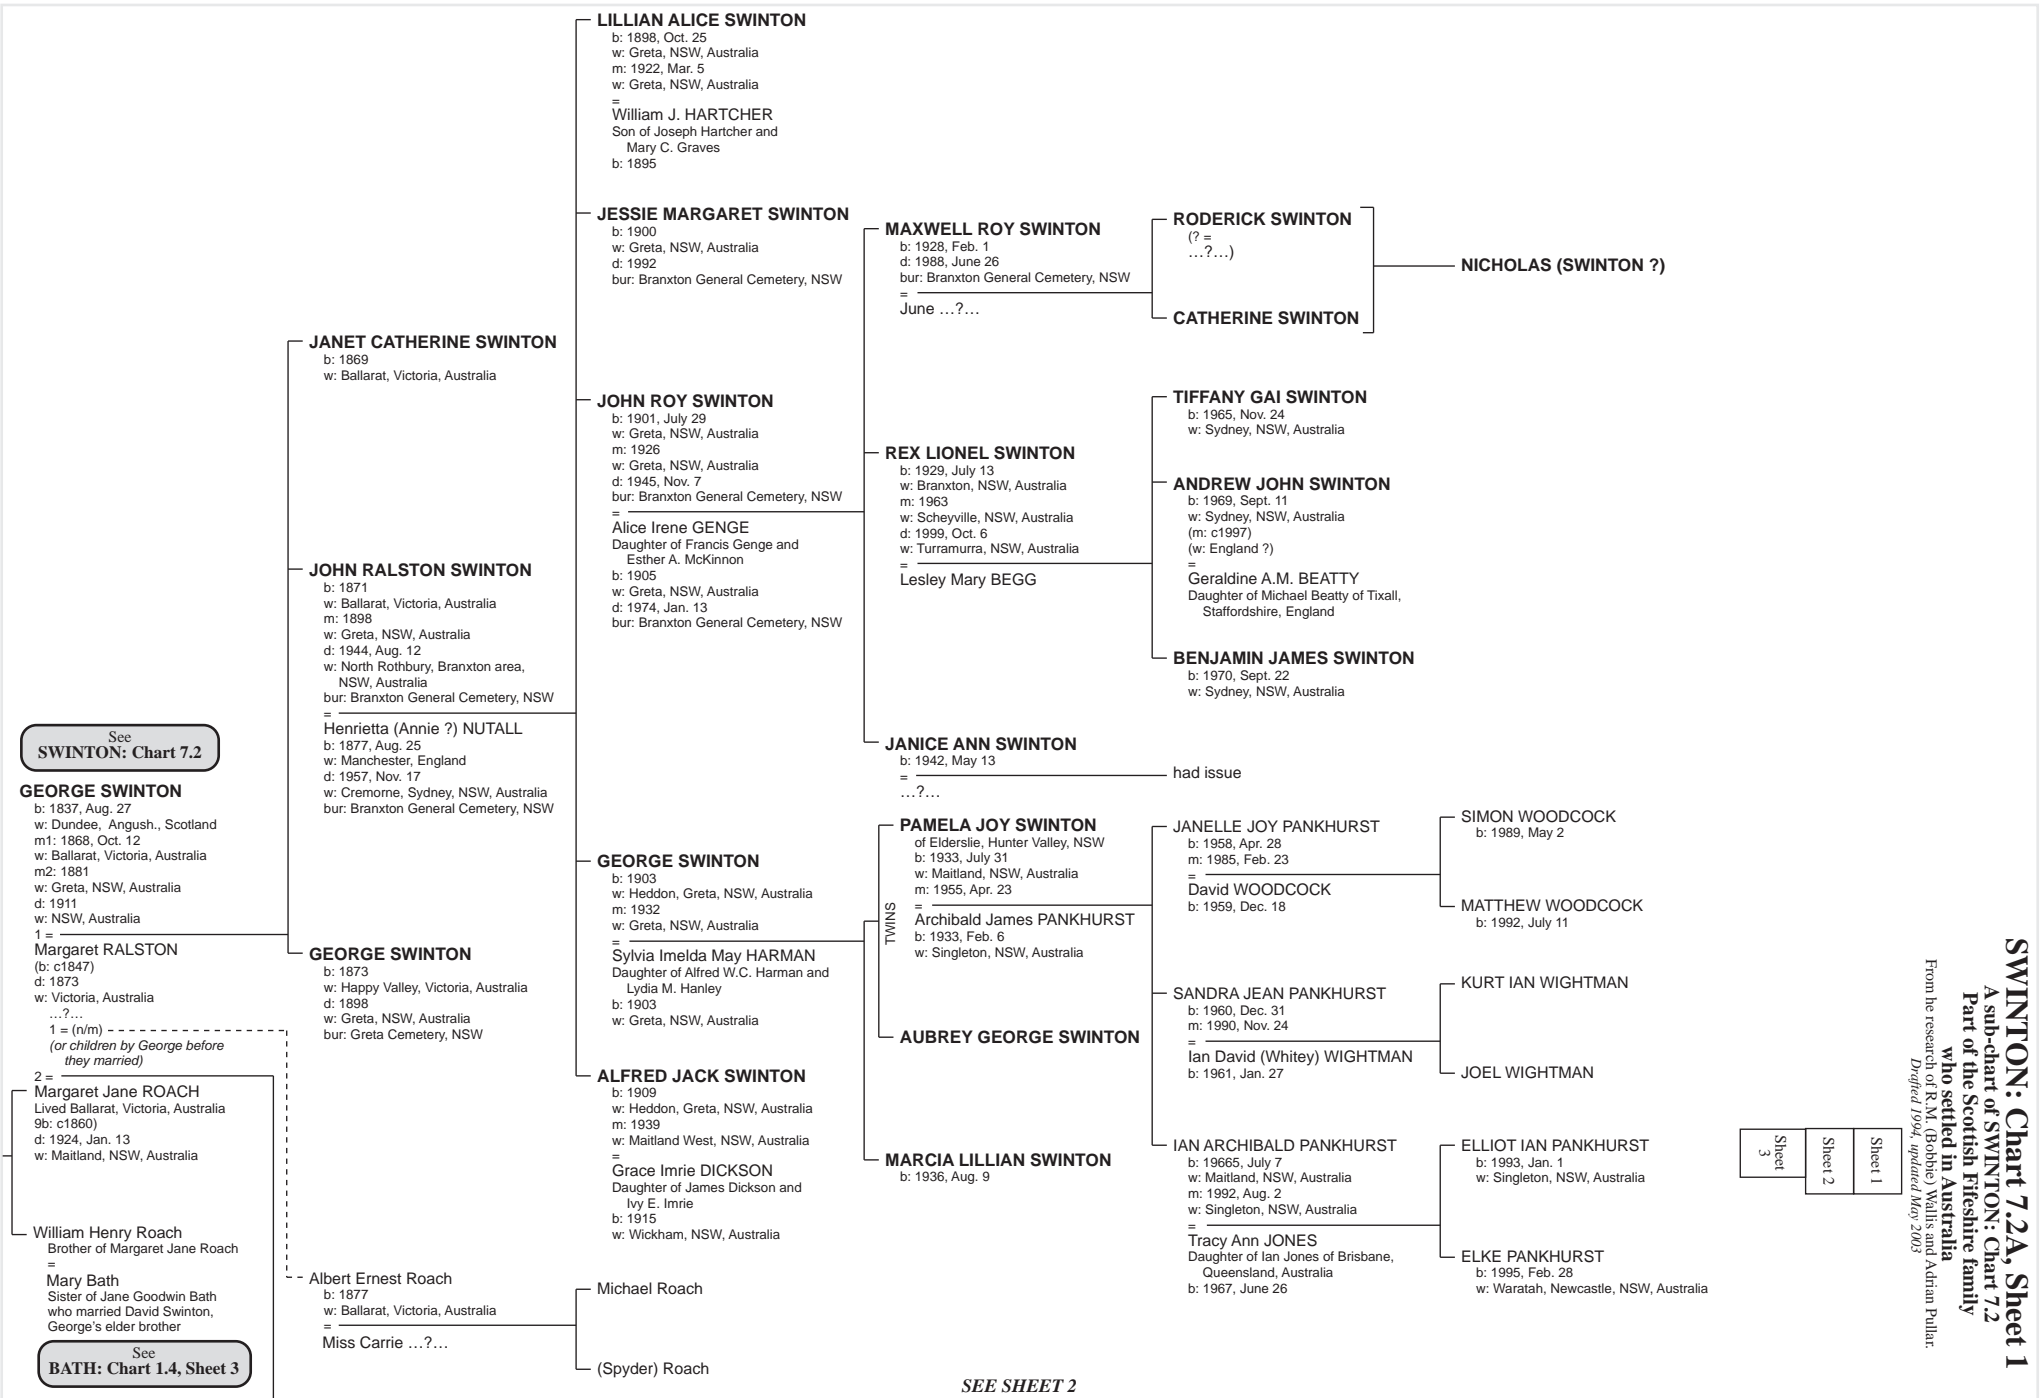 SWINTON: Chart 7.2A, Sheet 1
A sub-chart of SWINTON: Chart 7.2
Part of the Scottish Fifeshire family
who settled in Australia
From he research of R.M. (Bobbie) Wallis and Adrian Pullar.
Drafted 1994, updated May 2003
Sheet 1
Sheet 2
Sheet
3
See
SWINTON: Chart 7.2
GEORGE SWINTON
b: 1837, Aug. 27
w: Dundee, Angush., Scotland
m1: 1868, Oct. 12
w: Ballarat, Victoria, Australia
m2: 1881
w: Greta, NSW, Australia
d: 1911
w: NSW, Australia
1 =
Margaret RALSTON
(b: c1847)
d: 1873
w: Victoria, Australia
…?…
1 = (n/m)
(or children by George before
they married)
2 =
Margaret Jane ROACH
Lived Ballarat, Victoria, Australia
9b: c1860)
d: 1924, Jan. 13
w: Maitland, NSW, Australia
William Henry Roach
Brother of Margaret Jane Roach
=
Mary Bath
Sister of Jane Goodwin Bath
who married David Swinton,
George's elder brother
See
BATH: Chart 1.4, Sheet 3
JANET CATHERINE SWINTON
b: 1869
w: Ballarat, Victoria, Australia
JOHN RALSTON SWINTON
b: 1871
w: Ballarat, Victoria, Australia
m: 1898
w: Greta, NSW, Australia
d: 1944, Aug. 12
w: North Rothbury, Branxton area,
NSW, Australia
bur: Branxton General Cemetery, NSW
=
Henrietta (Annie ?) NUTALL
b: 1877, Aug. 25
w: Manchester, England
d: 1957, Nov. 17
w: Cremorne, Sydney, NSW, Australia
bur: Branxton General Cemetery, NSW
GEORGE SWINTON
b: 1873
w: Happy Valley, Victoria, Australia
d: 1898
w: Greta, NSW, Australia
bur: Greta Cemetery, NSW
Albert Ernest Roach
b: 1877
w: Ballarat, Victoria, Australia
=
Miss Carrie …?…
LILLIAN ALICE SWINTON
b: 1898, Oct. 25
w: Greta, NSW, Australia
m: 1922, Mar. 5
w: Greta, NSW, Australia
=
William J. HARTCHER
Son of Joseph Hartcher and
Mary C. Graves
b: 1895
JESSIE MARGARET SWINTON
b: 1900
w: Greta, NSW, Australia
d: 1992
bur: Branxton General Cemetery, NSW
JOHN ROY SWINTON
b: 1901, July 29
w: Greta, NSW, Australia
m: 1926
w: Greta, NSW, Australia
d: 1945, Nov. 7
bur: Branxton General Cemetery, NSW
=
Alice Irene GENGE
Daughter of Francis Genge and
Esther A. McKinnon
b: 1905
w: Greta, NSW, Australia
d: 1974, Jan. 13
bur: Branxton General Cemetery, NSW
GEORGE SWINTON
b: 1903
w: Heddon, Greta, NSW, Australia
m: 1932
w: Greta, NSW, Australia
=
Sylvia Imelda May HARMAN
Daughter of Alfred W.C. Harman and
Lydia M. Hanley
b: 1903
w: Greta, NSW, Australia
ALFRED JACK SWINTON
b: 1909
w: Heddon, Greta, NSW, Australia
m: 1939
w: Maitland West, NSW, Australia
=
Grace Imrie DICKSON
Daughter of James Dickson and
Ivy E. Imrie
b: 1915
w: Wickham, NSW, Australia
Michael Roach
(Spyder) Roach
MAXWELL ROY SWINTON
b: 1928, Feb. 1
d: 1988, June 26
bur: Branxton General Cemetery, NSW
=
June …?…
REX LIONEL SWINTON
b: 1929, July 13
w: Branxton, NSW, Australia
m: 1963
w: Scheyville, NSW, Australia
d: 1999, Oct. 6
w: Turramurra, NSW, Australia
=
Lesley Mary BEGG
JANICE ANN SWINTON
b: 1942, May 13
=
…?…
TWINS
PAMELA JOY SWINTON
of Elderslie, Hunter Valley, NSW
b: 1933, July 31
w: Maitland, NSW, Australia
m: 1955, Apr. 23
=
Archibald James PANKHURST
b: 1933, Feb. 6
w: Singleton, NSW, Australia
AUBREY GEORGE SWINTON
MARCIA LILLIAN SWINTON
b: 1936, Aug. 9
RODERICK SWINTON
(? =
…?…)
CATHERINE SWINTON
TIFFANY GAI SWINTON
b: 1965, Nov. 24
w: Sydney, NSW, Australia
ANDREW JOHN SWINTON
b: 1969, Sept. 11
w: Sydney, NSW, Australia
(m: c1997)
(w: England ?)
=
Geraldine A.M. BEATTY
Daughter of Michael Beatty of Tixall,
Staffordshire, England
BENJAMIN JAMES SWINTON
b: 1970, Sept. 22
w: Sydney, NSW, Australia
had issue
JANELLE JOY PANKHURST
b: 1958, Apr. 28
m: 1985, Feb. 23
=
David WOODCOCK
b: 1959, Dec. 18
SANDRA JEAN PANKHURST
b: 1960, Dec. 31
m: 1990, Nov. 24
=
Ian David (Whitey) WIGHTMAN
b: 1961, Jan. 27
IAN ARCHIBALD PANKHURST
b: 19665, July 7
w: Maitland, NSW, Australia
m: 1992, Aug. 2
w: Singleton, NSW, Australia
=
Tracy Ann JONES
Daughter of Ian Jones of Brisbane,
Queensland, Australia
b: 1967, June 26
NICHOLAS (SWINTON ?)
SIMON WOODCOCK
b: 1989, May 2
MATTHEW WOODCOCK
b: 1992, July 11
KURT IAN WIGHTMAN
JOEL WIGHTMAN
ELLIOT IAN PANKHURST
b: 1993, Jan. 1
w: Singleton, NSW, Australia
ELKE PANKHURST
b: 1995, Feb. 28
w: Waratah, Newcastle, NSW, Australia
SEE SHEET 2